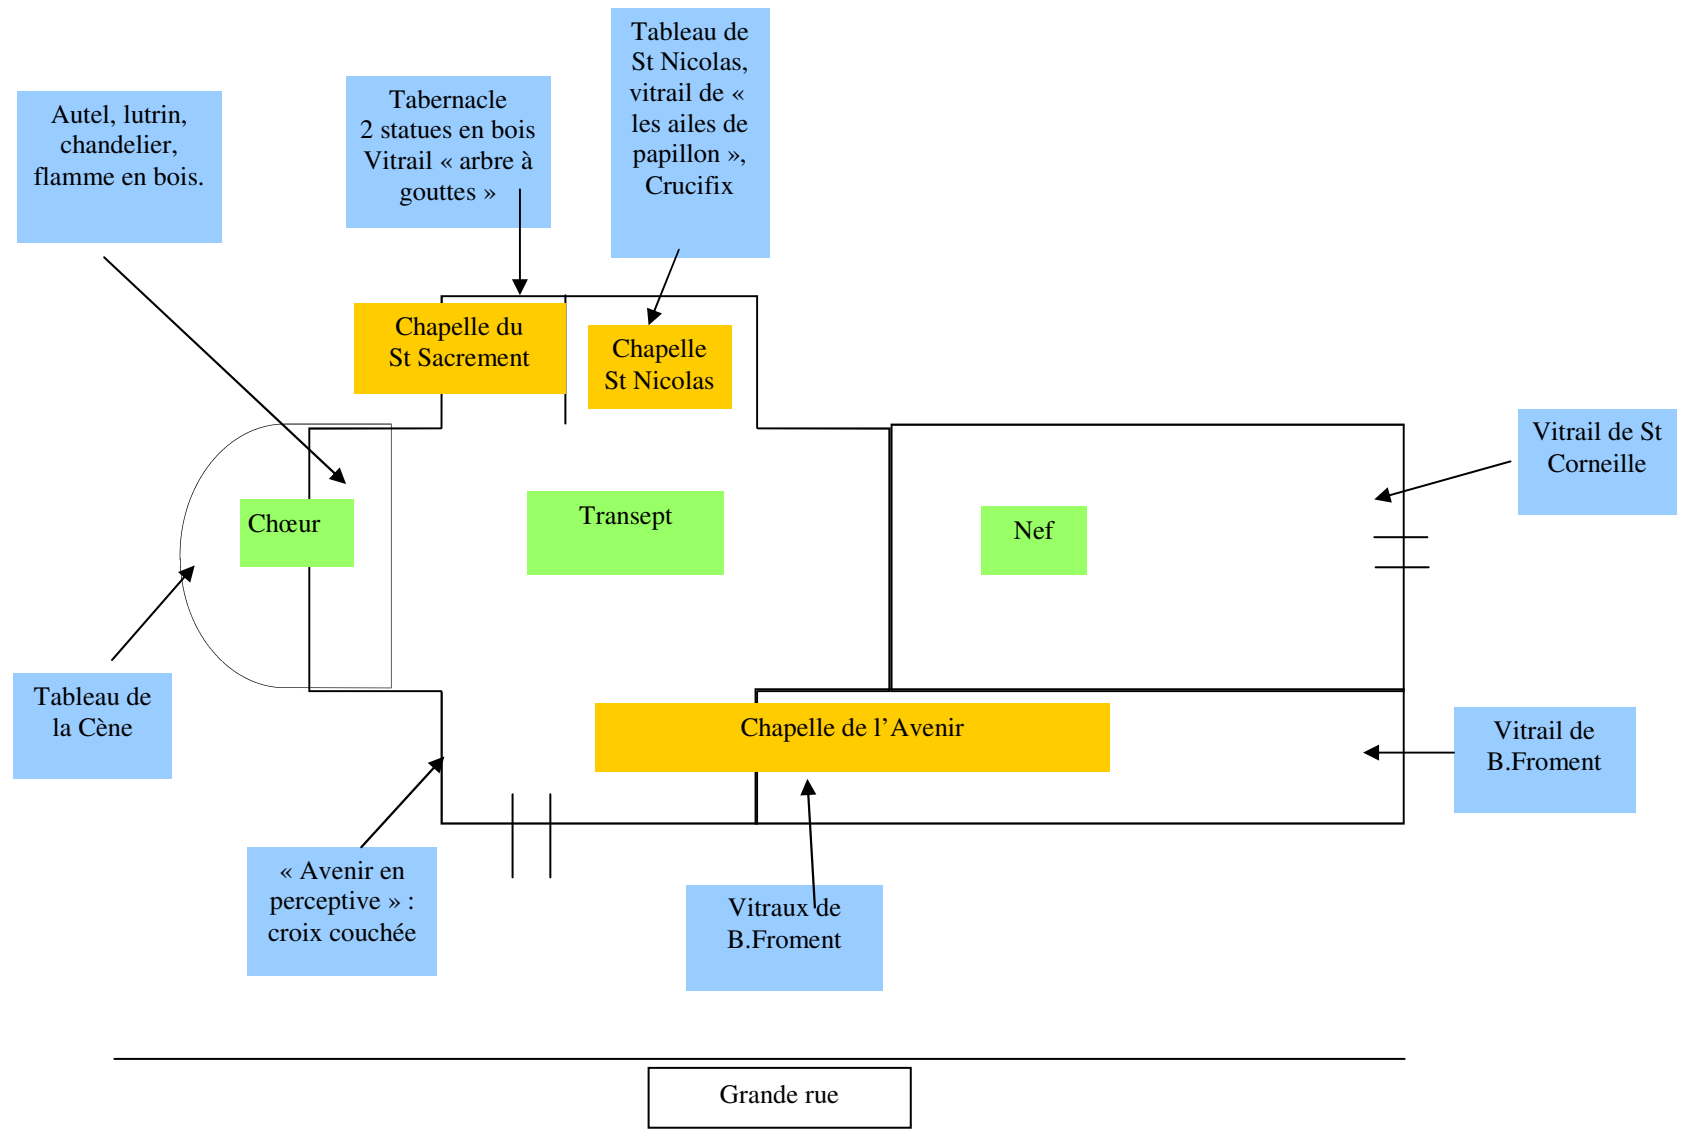 Autel, lutrin,
chandelier,
flamme en bois.
Tabernacle
2 statues en bois
Vitrail « arbre à
gouttes »
Tableau de
St Nicolas,
vitrail de «
les ailes de
papillon »,
Crucifix
Chapelle du
St Sacrement
Chapelle
St Nicolas
Vitrail de St
Corneille
Chœur
Transept
Nef
Tableau de
la Cène
Chapelle de l’Avenir
Vitrail de
B.Froment
« Avenir en
perceptive » :
croix couchée
Vitraux de
B.Froment
Grande rue